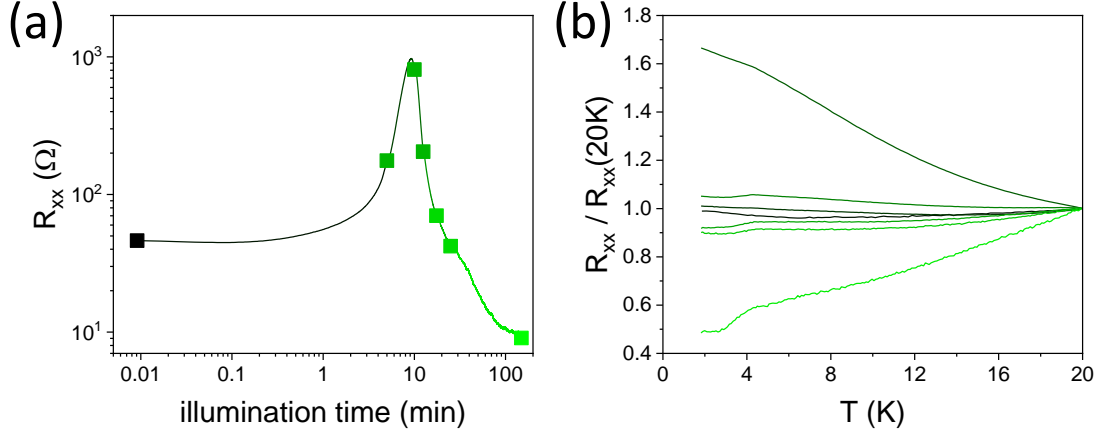 (a)
10³
10²
10¹
R_xx (Ω)
0.01 0.1 1 10 100
illumination time (min)
(b)
1.8
1.6
1.4
1.2
1.0
0.8
0.6
0.4
R_xx / R_xx(20K)
0 4 8 12 16 20
T (K)